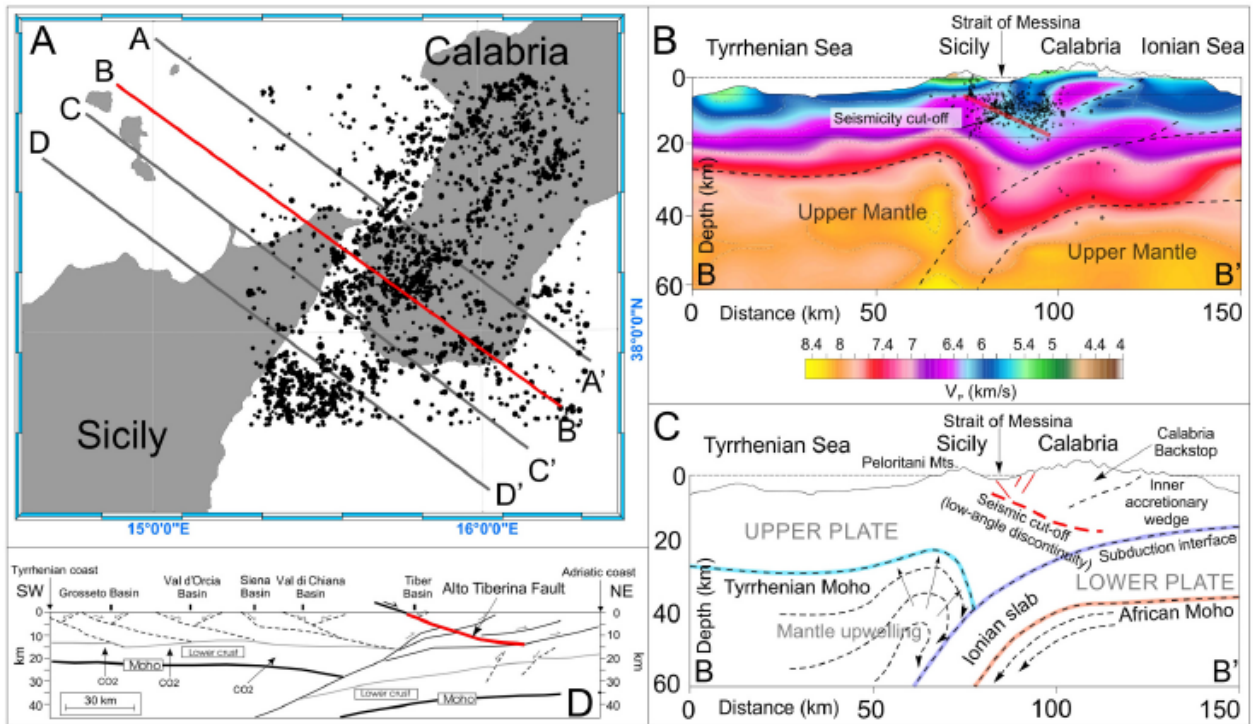 A
A
Calabria
B
C
D
Sicily
A'
B'
C'
D'
38°0'0"N
15°0'0"E
16°0'0"E
B
Strait of Messina
Tyrrhenian Sea
Sicily
Calabria
Ionian Sea
Seismicity cut-off
Upper Mantle
Upper Mantle
0
20
40
60
Depth (km)
B
B'
0
50
100
150
Distance (km)
8.4 8 7.4 7 6.4 6 5.4 5 4.4 4
Vₚ (km/s)
C
Strait of Messina
Tyrrhenian Sea
Sicily
Calabria
Calabria
Backstop
Peloritani Mts.
Inner
accretionary
wedge
Seismic cut-off
(low-angle discontinuity)
UPPER PLATE
Subduction interface
LOWER PLATE
Tyrrhenian Moho
African Moho
Mantle upwelling
Ionian slab
0
20
40
60
Depth (km)
B
B'
0
50
100
150
Distance (km)
Tyrrhenian coast
SW
Grosseto Basin
Val d'Orcia
Basin
Siena
Basin
Val di Chiana
Basin
Tiber
Basin
Alto Tiberina Fault
Adriatic coast
NE
0
10
20
30
40
km
0
10
20
30
40
km
Lower crust
Moho
CO2
CO2
CO2
Lower crust
Moho
30 km
D